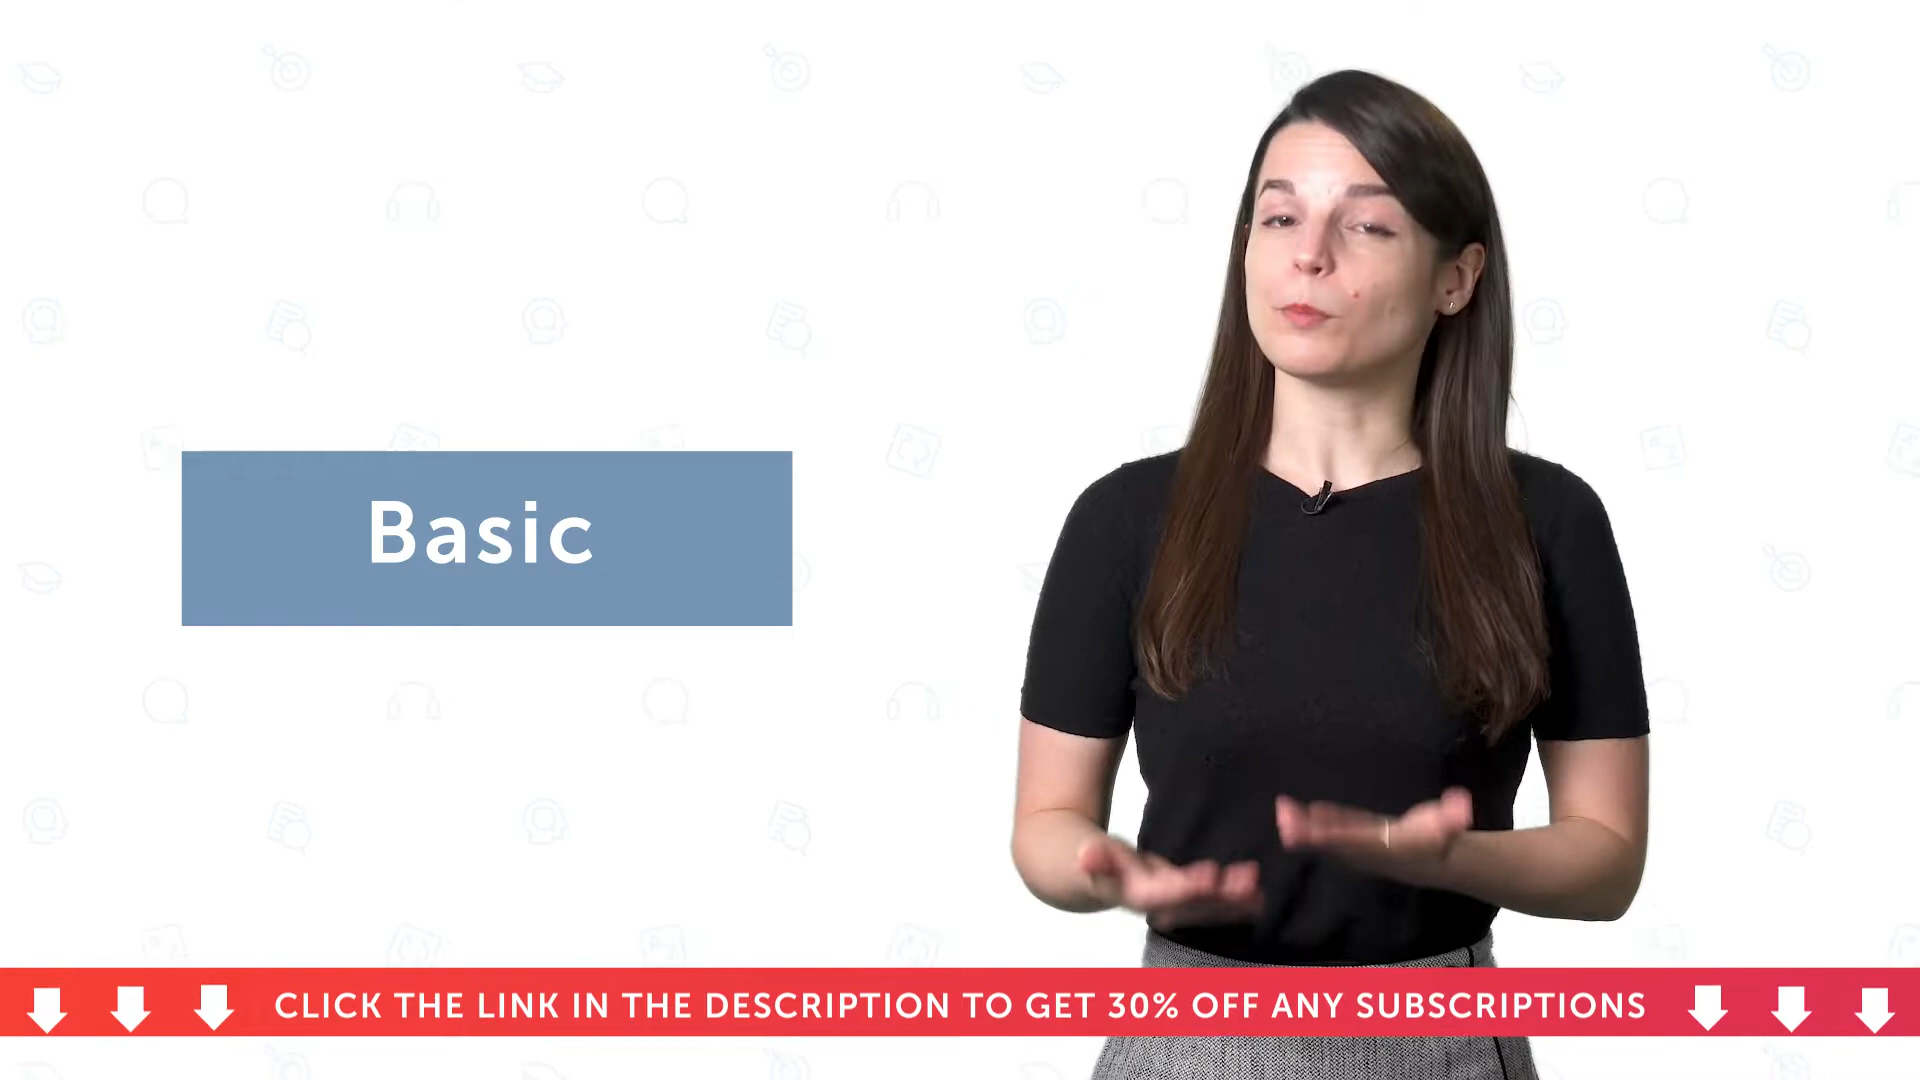 Basic
CLICK THE LINK IN THE DESCRIPTION TO GET 30% OFF ANY SUBSCRIPTIONS